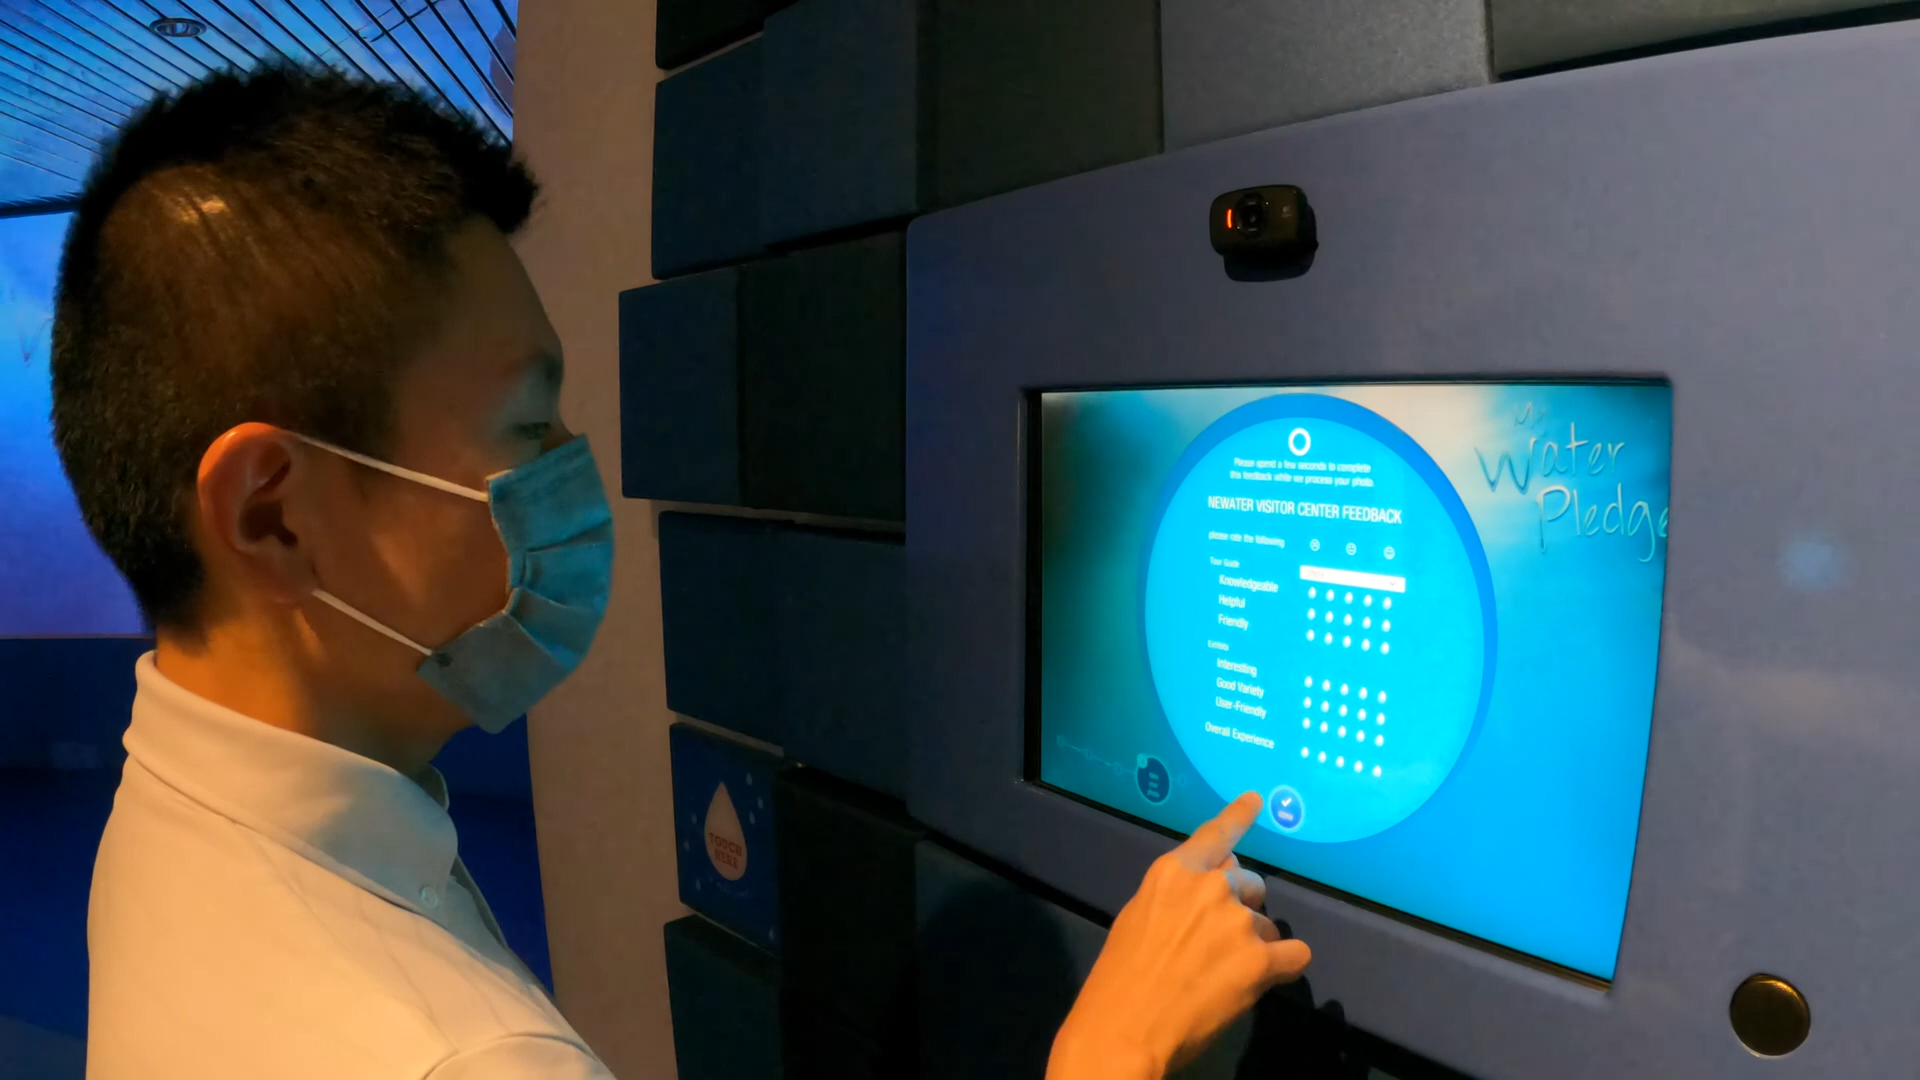 My
Water
Pledge
Please spend a few seconds to complete
this feedback while we process your photo.
NEWATER VISITOR CENTER FEEDBACK
please rate the following
Tour Guide
Knowledgeable
Helpful
Friendly
Exhibits
Interesting
Good Variety
User-Friendly
Overall Experience
TOUCH
HERE